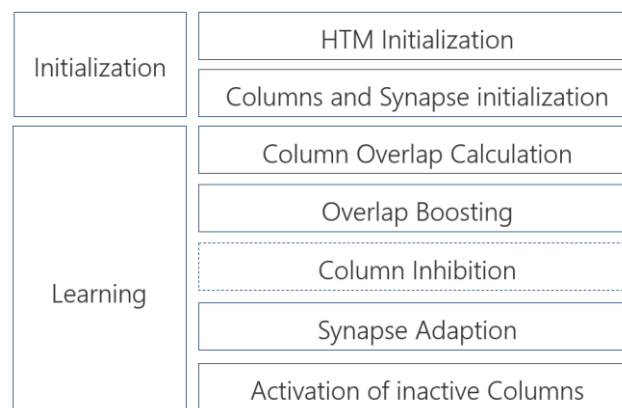 Initialization
HTM Initialization
Columns and Synapse initialization
Learning
Column Overlap Calculation
Overlap Boosting
Column Inhibition
Synapse Adaption
Activation of inactive Columns